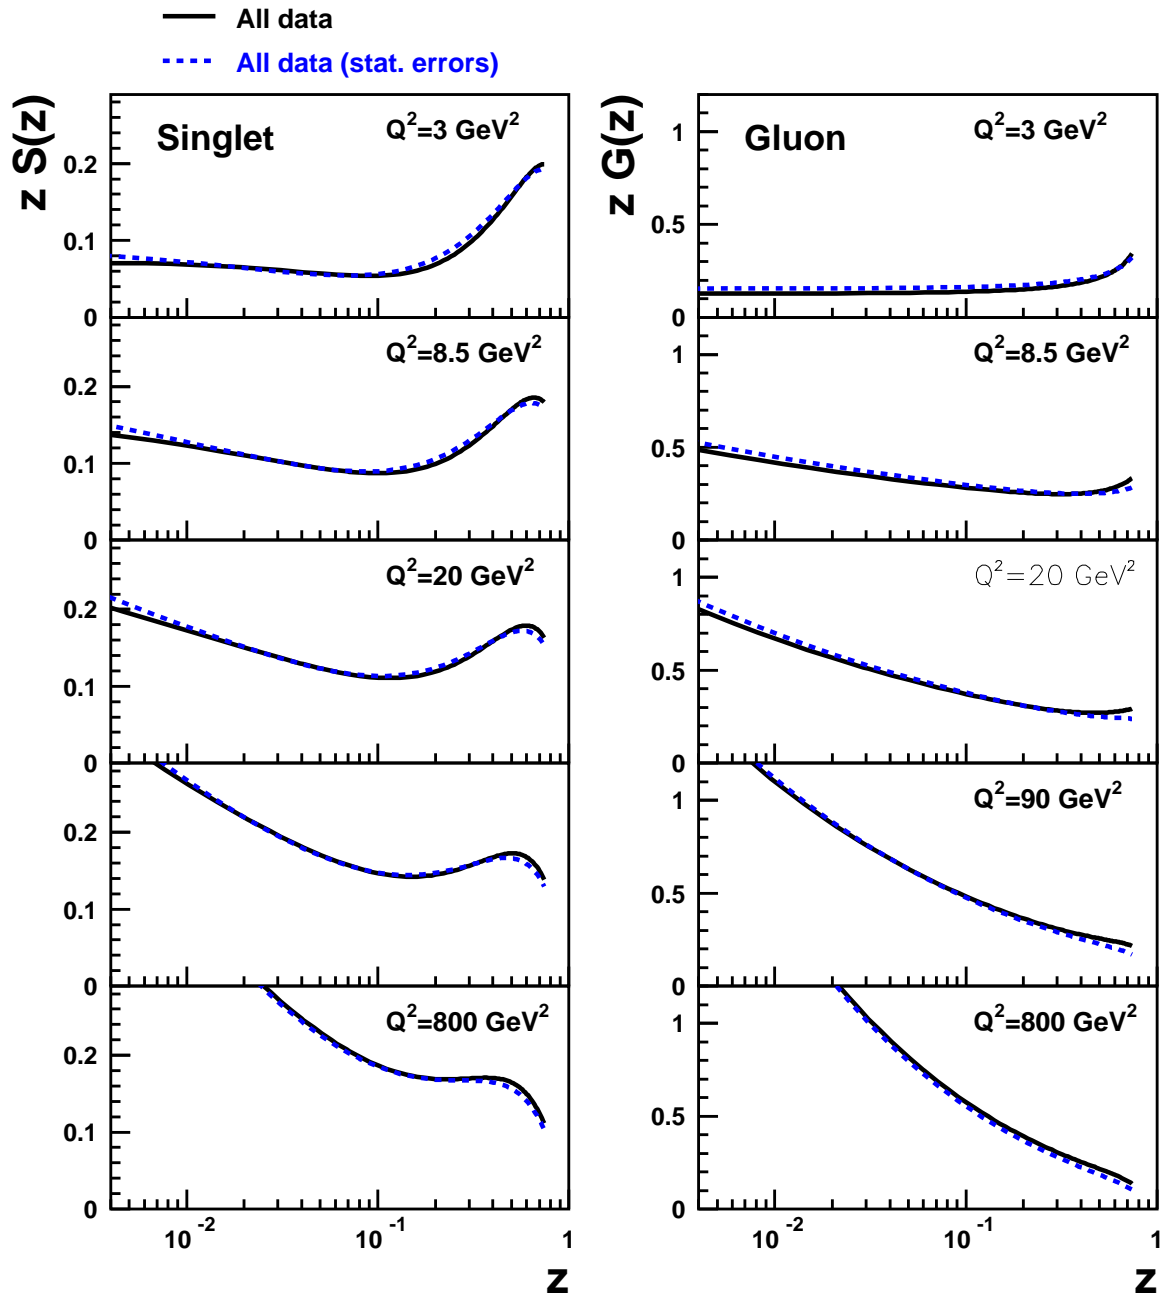 All data
All data (stat. errors)
z S(z)
Singlet
Q²=3 GeV²
0.2
0.1
0
Q²=8.5 GeV²
0.2
0.1
0
Q²=20 GeV²
0.2
0.1
0
0.2
0.1
0
Q²=800 GeV²
0.2
0.1
0
10⁻² 10⁻¹ 1
z
z G(z)
Gluon
Q²=3 GeV²
1
0.5
0
Q²=8.5 GeV²
1
0.5
0
Q²=20 GeV²
1
0.5
0
Q²=90 GeV²
1
0.5
0
Q²=800 GeV²
1
0.5
0
10⁻² 10⁻¹ 1
z